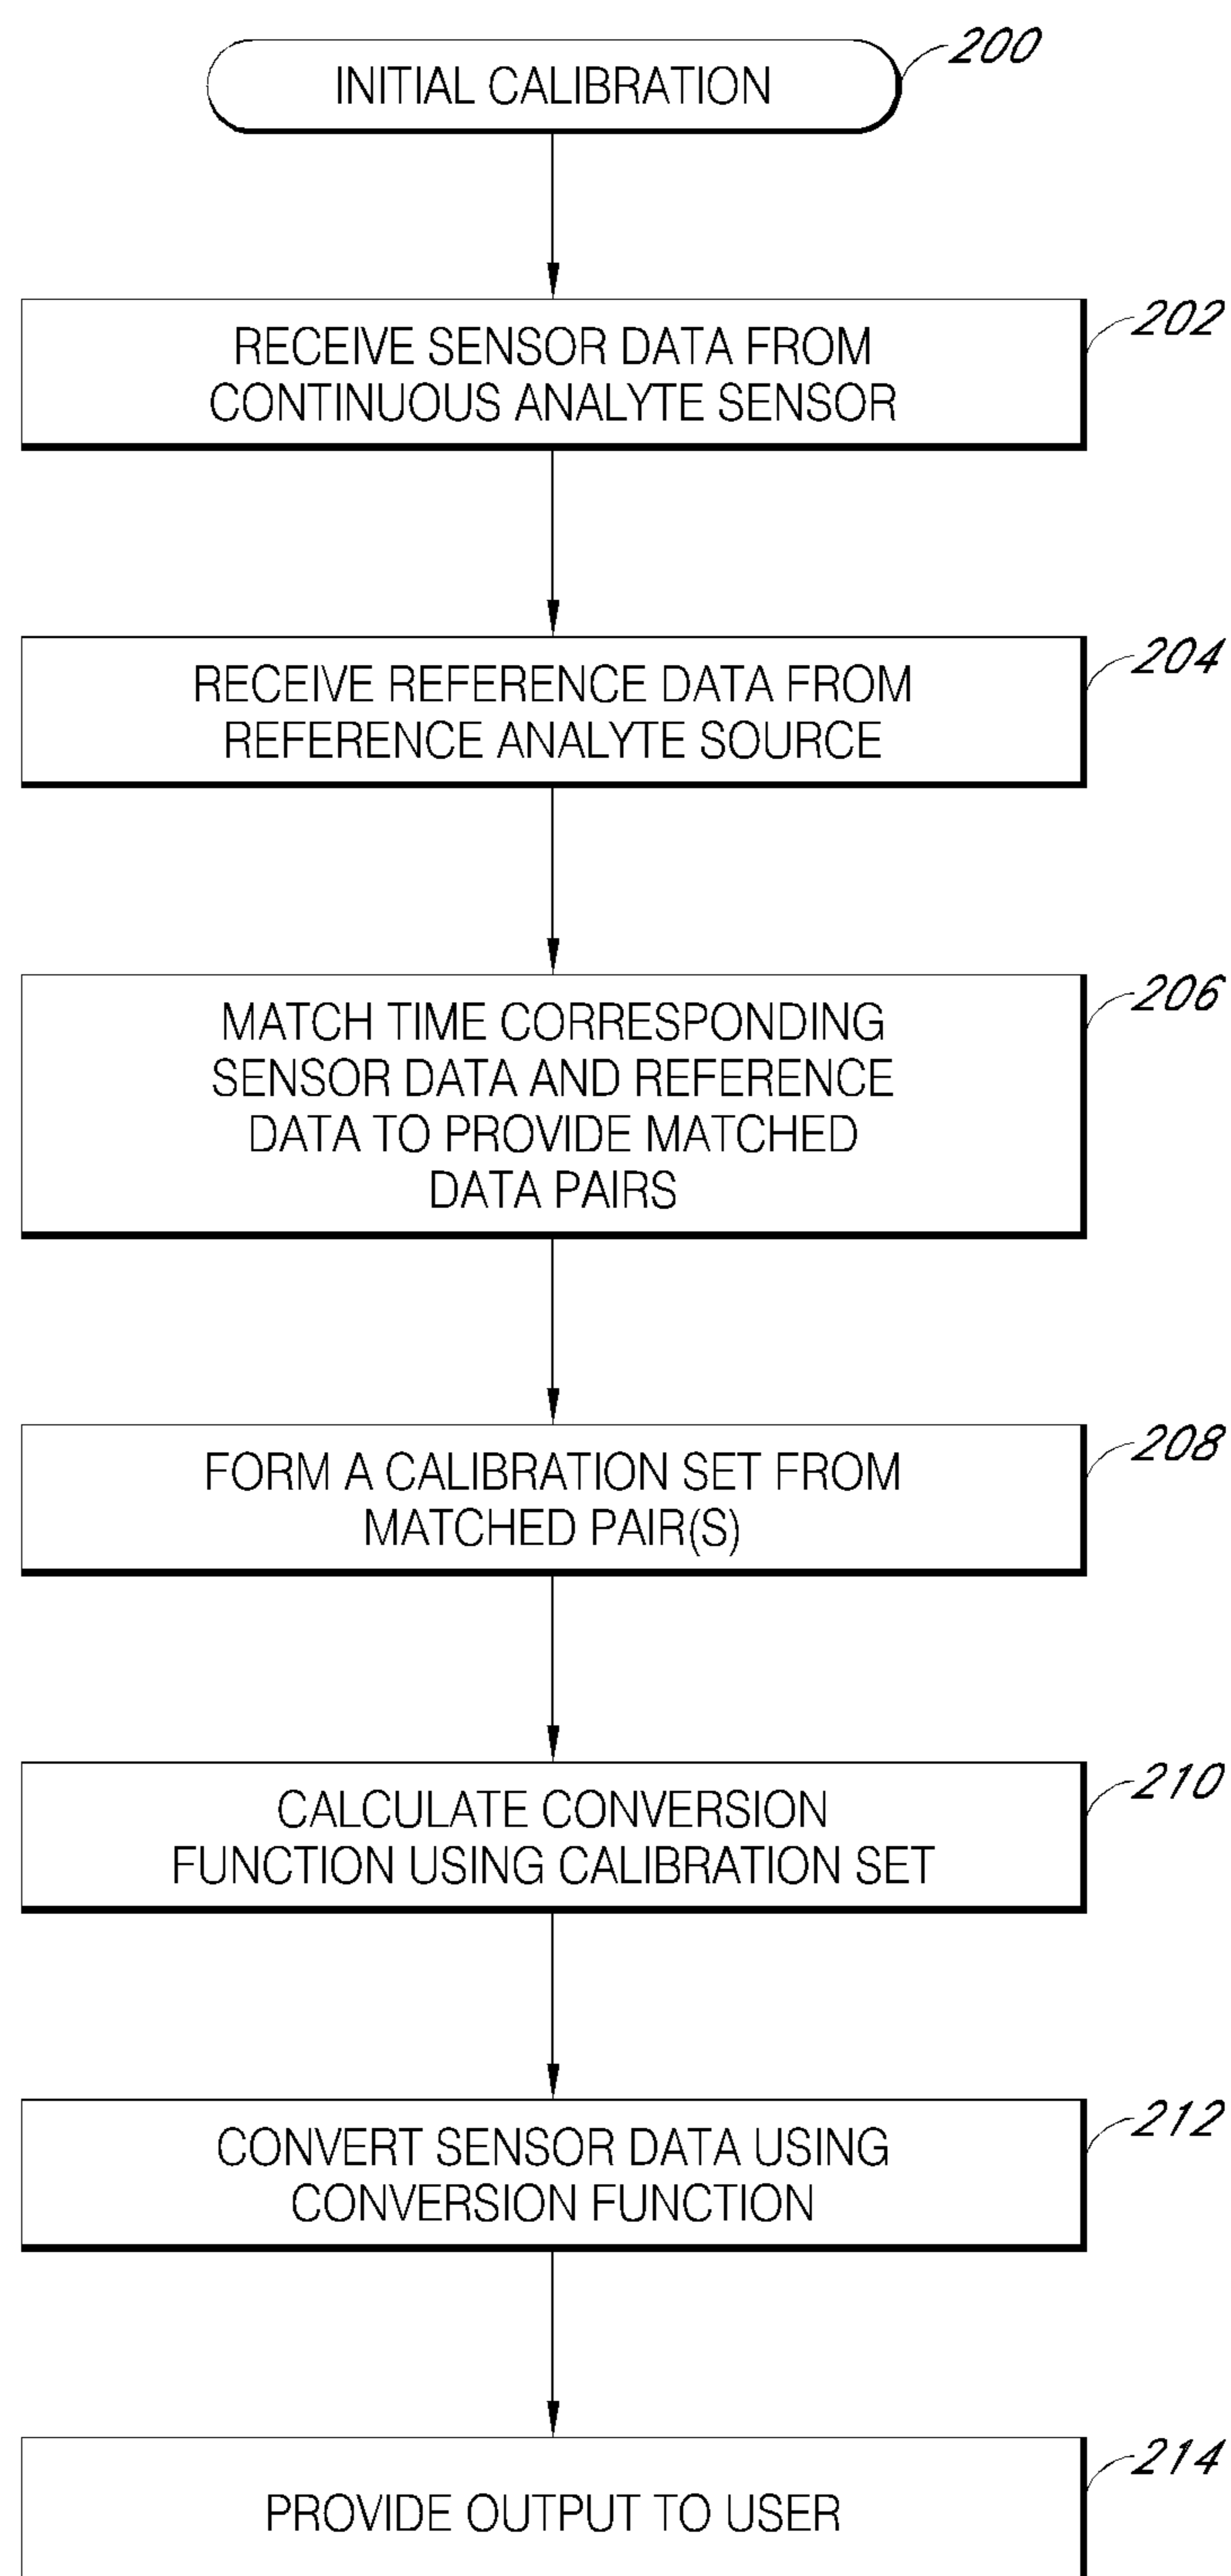 INITIAL CALIBRATION
200
RECEIVE SENSOR DATA FROM
CONTINUOUS ANALYTE SENSOR
202
RECEIVE REFERENCE DATA FROM
REFERENCE ANALYTE SOURCE
204
MATCH TIME CORRESPONDING
SENSOR DATA AND REFERENCE
DATA TO PROVIDE MATCHED
DATA PAIRS
206
FORM A CALIBRATION SET FROM
MATCHED PAIR(S)
208
CALCULATE CONVERSION
FUNCTION USING CALIBRATION SET
210
CONVERT SENSOR DATA USING
CONVERSION FUNCTION
212
PROVIDE OUTPUT TO USER
214